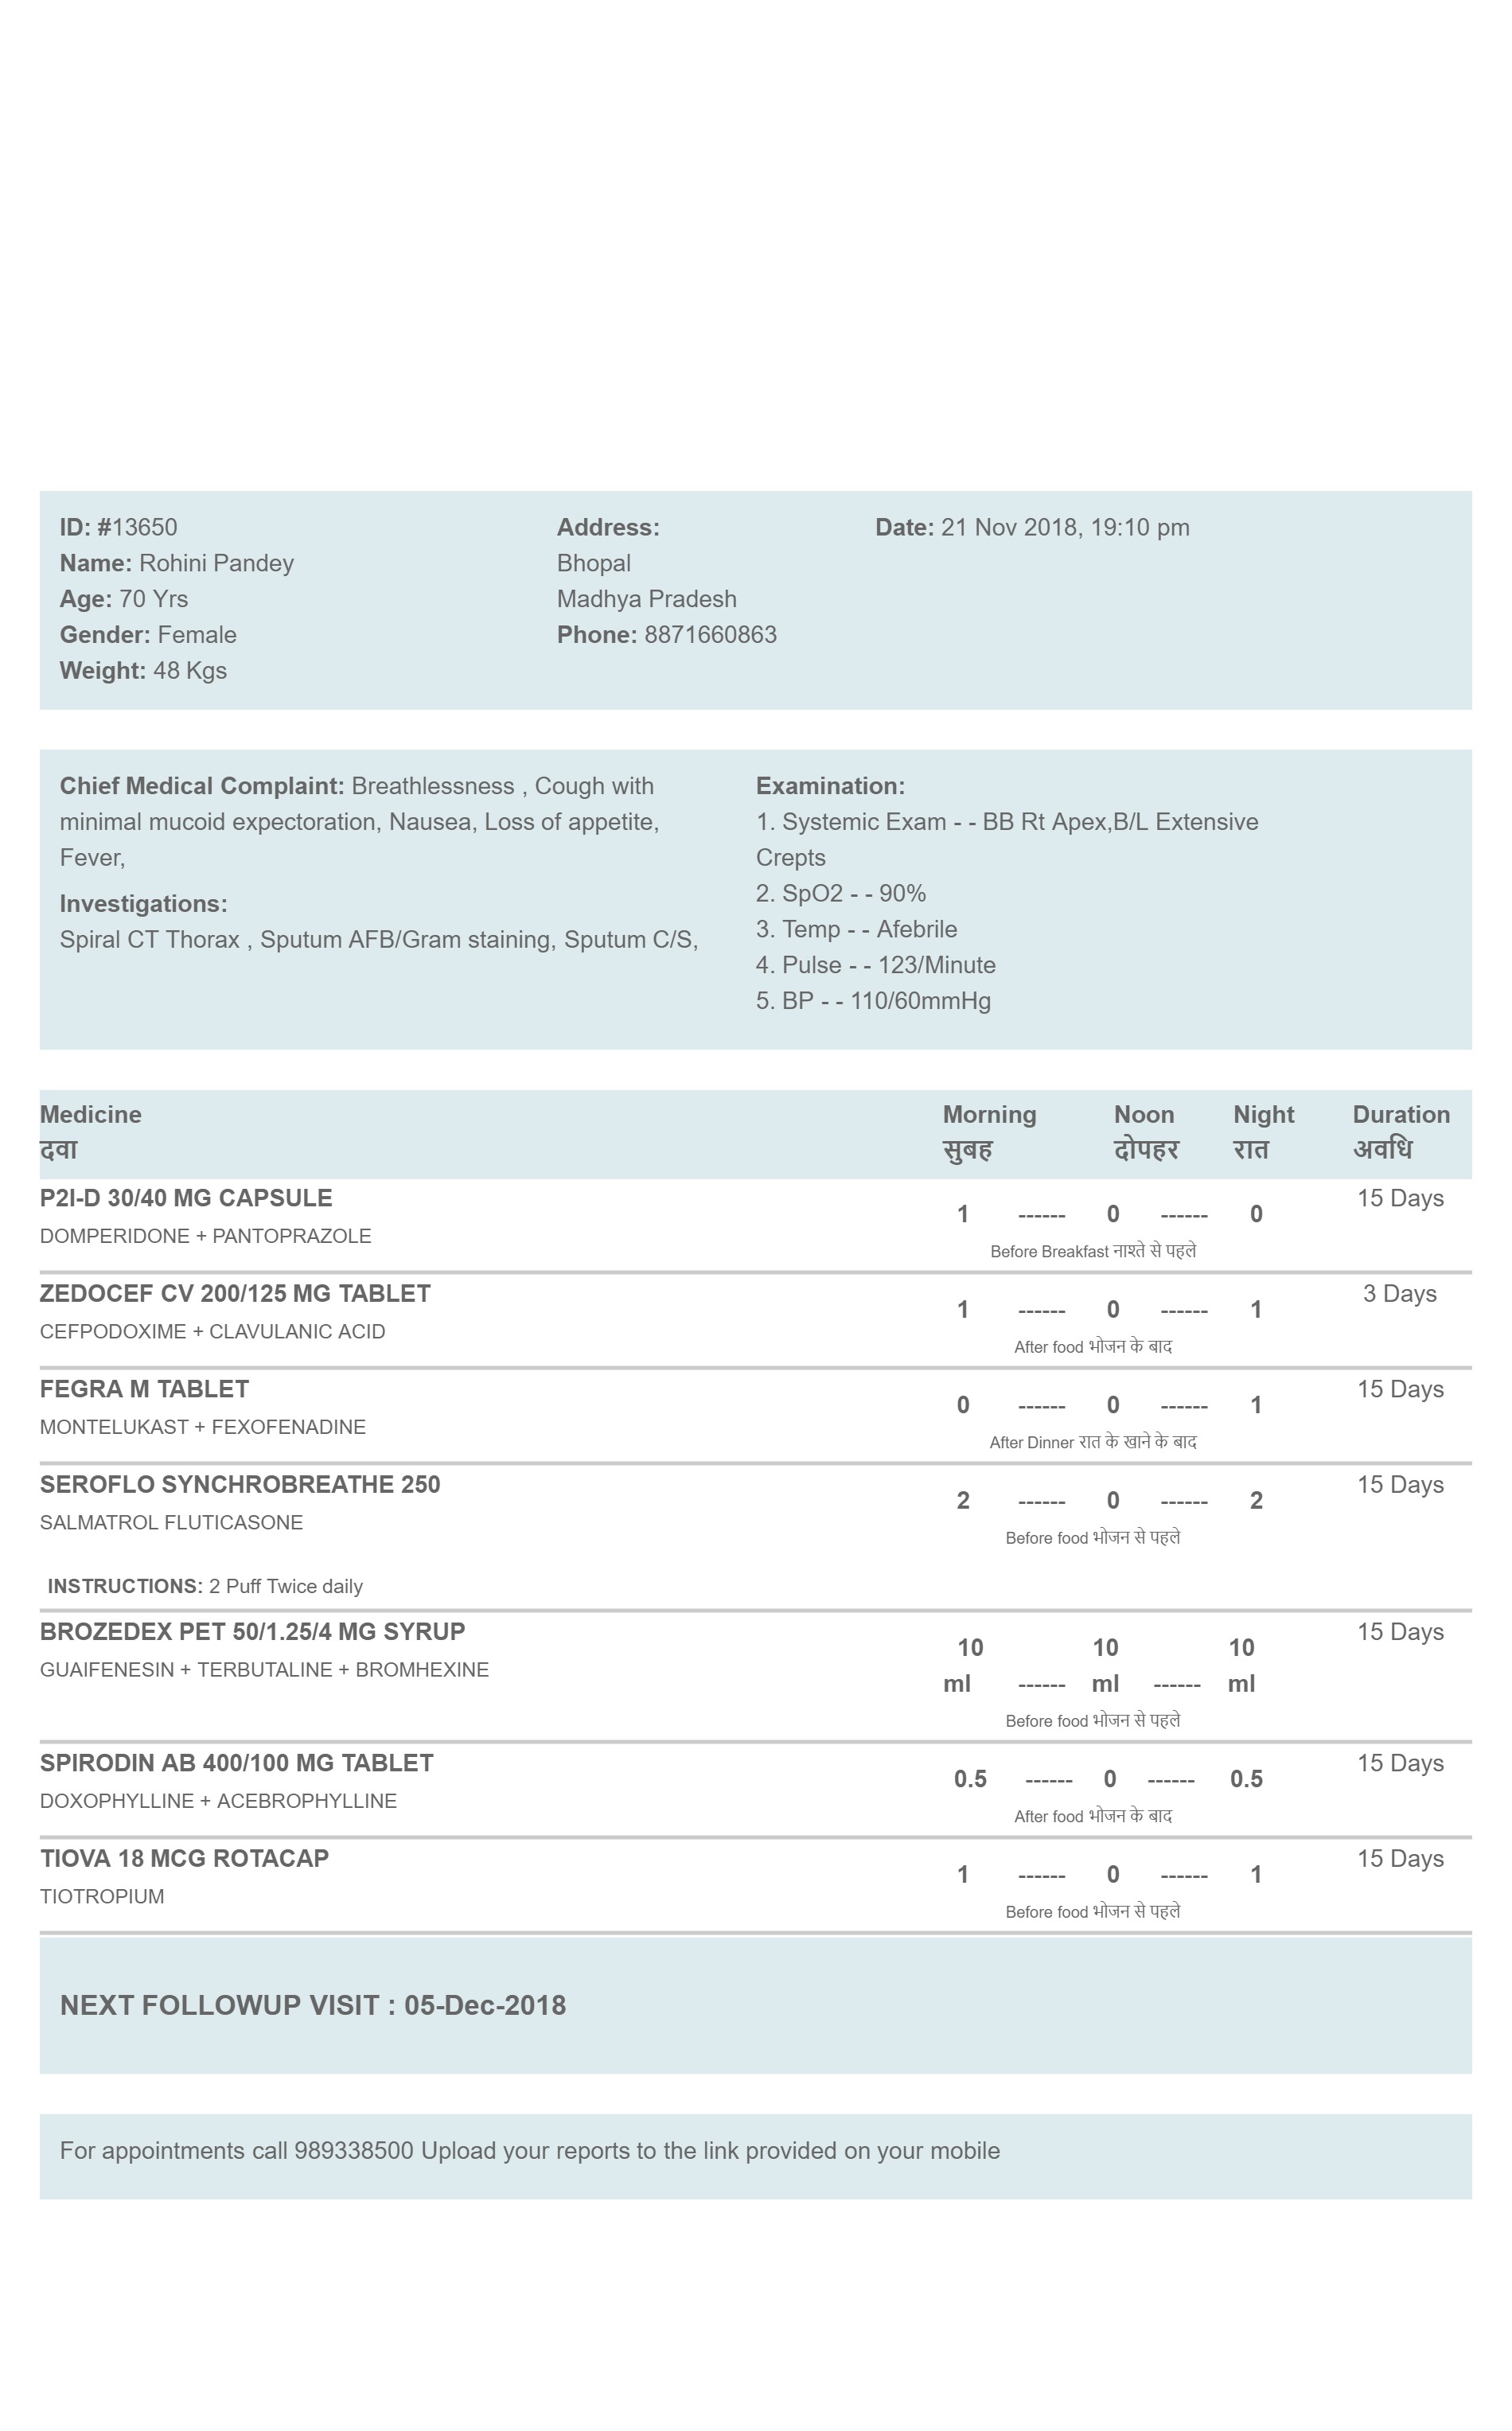 ID: #13650
Name: Rohini Pandey
Age: 70 Yrs
Gender: Female
Weight: 48 Kgs
Address:
Bhopal
Madhya Pradesh
Phone: 8871660863
Date: 21 Nov 2018, 19:10 pm
Chief Medical Complaint: Breathlessness , Cough with
minimal mucoid expectoration, Nausea, Loss of appetite,
Fever,
Investigations:
Spiral CT Thorax , Sputum AFB/Gram staining, Sputum C/S,
Examination:
1. Systemic Exam - - BB Rt Apex,B/L Extensive
Crepts
2. SpO2 - - 90%
3. Temp - - Afebrile
4. Pulse - - 123/Minute
5. BP - - 110/60mmHg
Medicine Morning Noon Night Duration
दवा सुबह दोपहर रात अवधि
P2I-D 30/40 MG CAPSULE 15 Days
1 ------ 0 ------ 0
DOMPERIDONE + PANTOPRAZOLE
Before Breakfast नाश्ते से पहले
ZEDOCEF CV 200/125 MG TABLET 3 Days
1 ------ 0 ------ 1
CEFPODOXIME + CLAVULANIC ACID
After food भोजन के बाद
FEGRA M TABLET 15 Days
0 ------ 0 ------ 1
MONTELUKAST + FEXOFENADINE
After Dinner रात के खाने के बाद
SEROFLO SYNCHROBREATHE 250 15 Days
2 ------ 0 ------ 2
SALMATROL FLUTICASONE
Before food भोजन से पहले
INSTRUCTIONS: 2 Puff Twice daily
BROZEDEX PET 50/1.25/4 MG SYRUP 15 Days
10 10 10
GUAIFENESIN + TERBUTALINE + BROMHEXINE
ml ------ ml ------ ml
Before food भोजन से पहले
SPIRODIN AB 400/100 MG TABLET 15 Days
0.5 ------ 0 ------ 0.5
DOXOPHYLLINE + ACEBROPHYLLINE
After food भोजन के बाद
TIOVA 18 MCG ROTACAP 15 Days
1 ------ 0 ------ 1
TIOTROPIUM
Before food भोजन से पहले
NEXT FOLLOWUP VISIT : 05-Dec-2018
For appointments call 989338500 Upload your reports to the link provided on your mobile